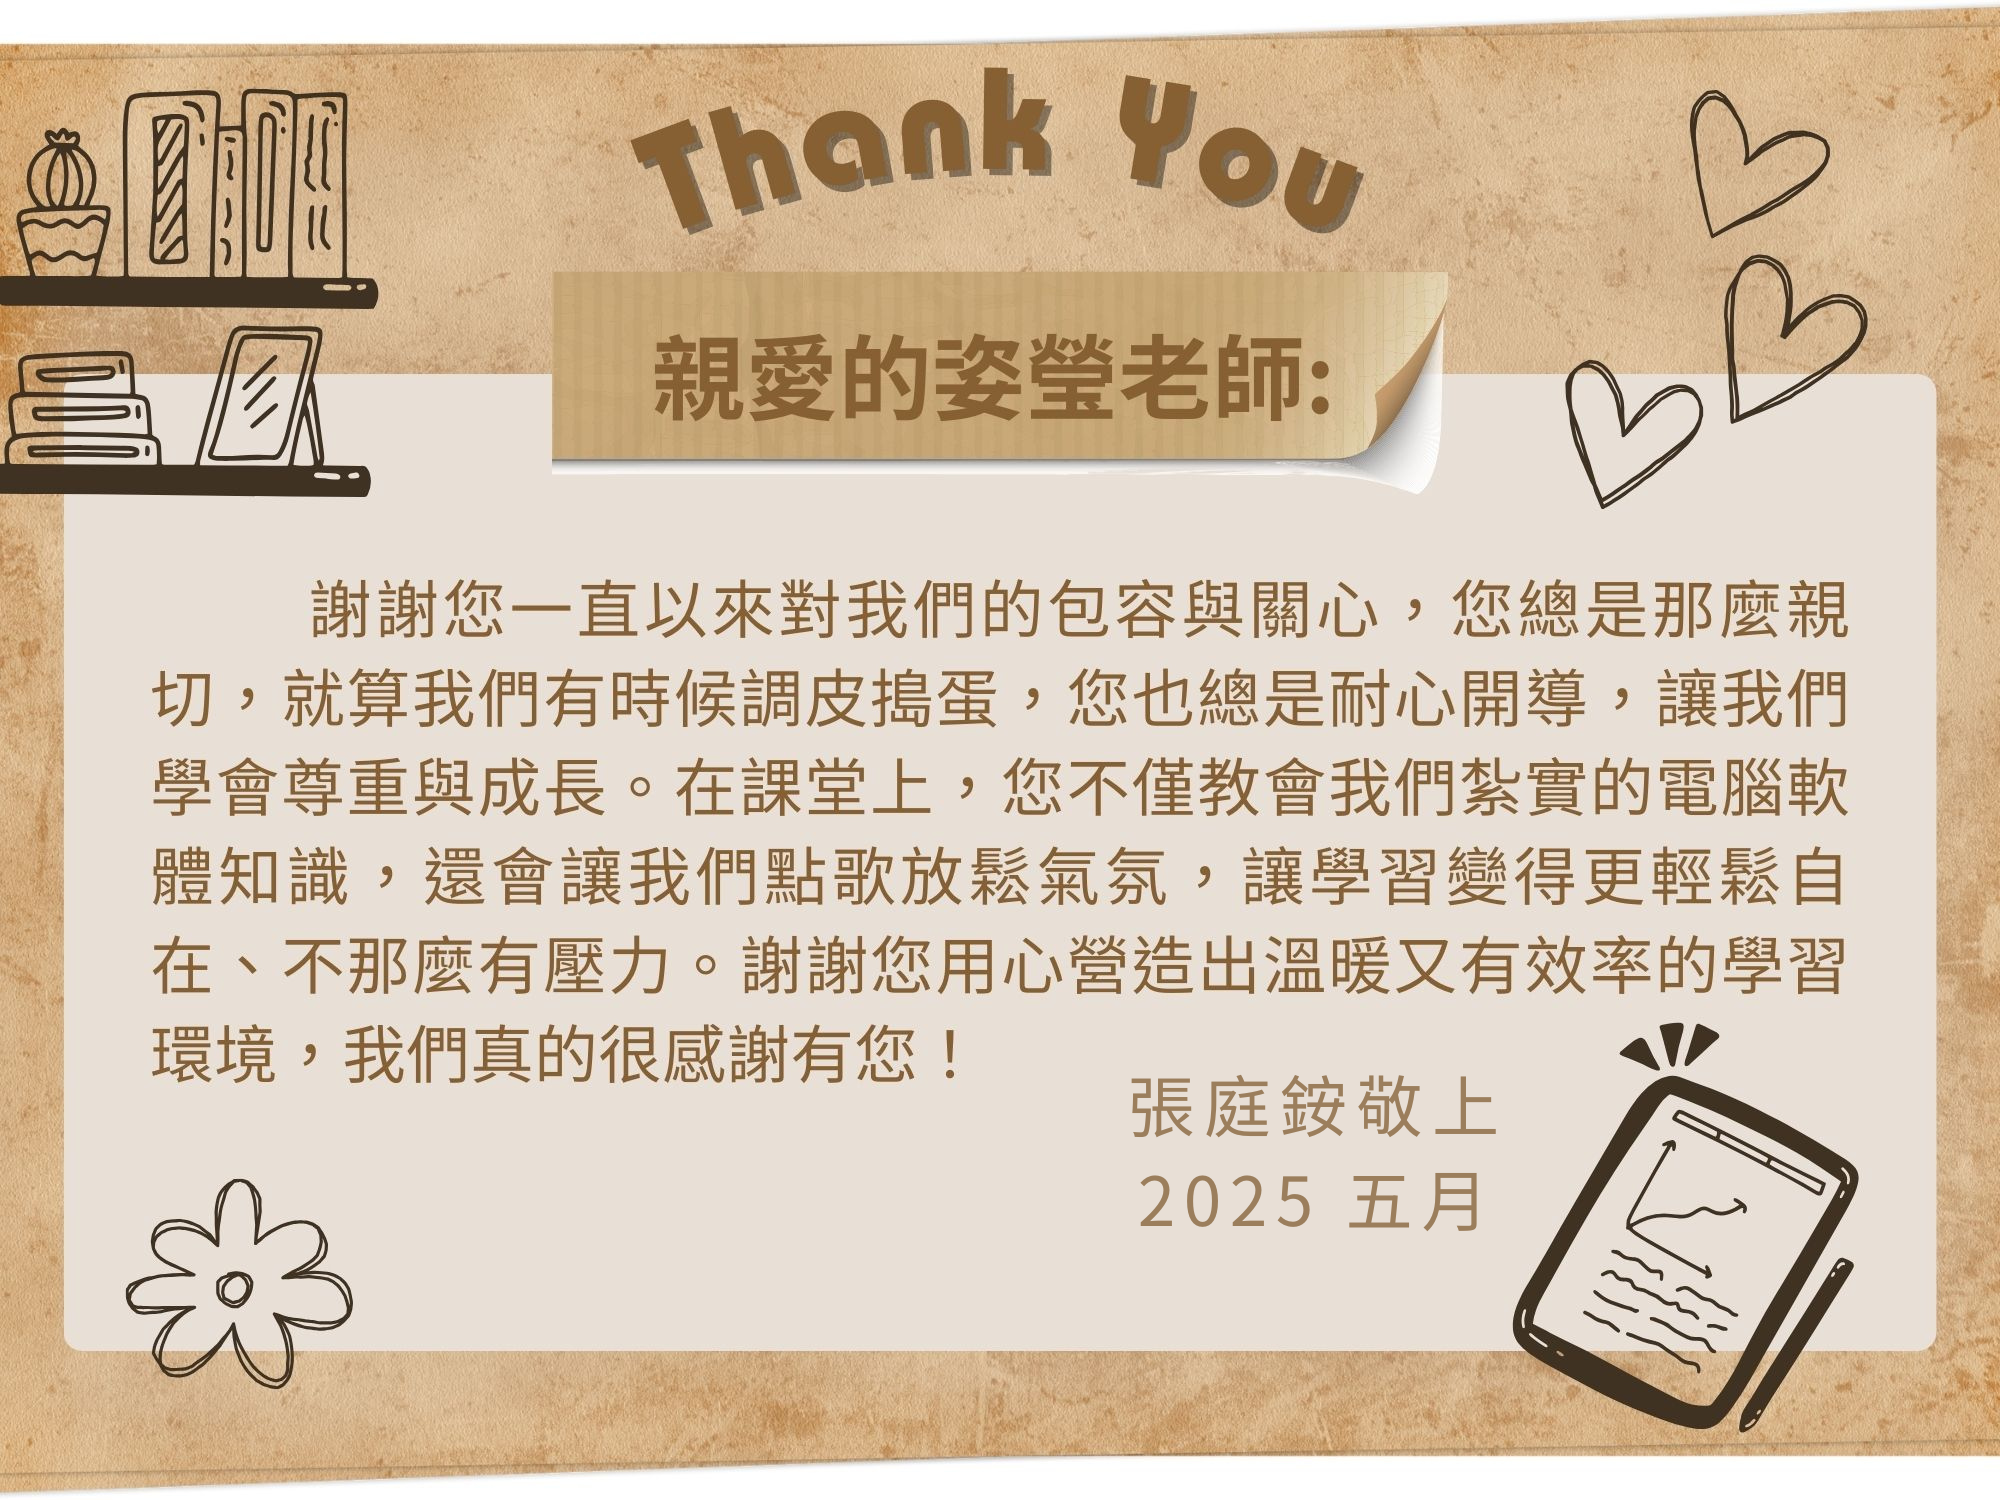 Thank You
親愛的姿瑩老師:
謝謝您一直以來對我們的包容與關心，您總是那麼親
切，就算我們有時候調皮搗蛋，您也總是耐心開導，讓我們
學會尊重與成長。在課堂上，您不僅教會我們紮實的電腦軟
體知識，還會讓我們點歌放鬆氣氛，讓學習變得更輕鬆自
在、不那麼有壓力。謝謝您用心營造出溫暖又有效率的學習
環境，我們真的很感謝有您！
張庭銨敬上
2025 五月